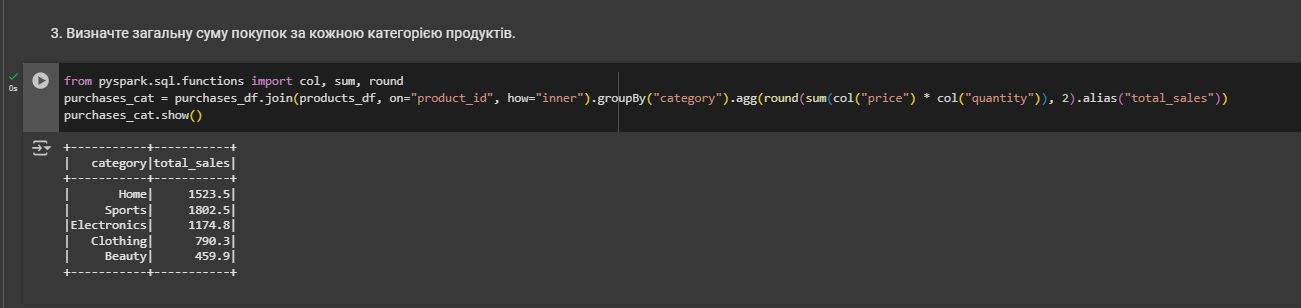 3. Визначте загальну суму покупок за кожною категорією продуктів.
0s
from pyspark.sql.functions import col, sum, round
purchases_cat = purchases_df.join(products_df, on="product_id", how="inner").groupBy("category").agg(round(sum(col("price") * col("quantity")), 2).alias("total_sales"))
purchases_cat.show()
+-----------+-----------+
|   category|total_sales|
+-----------+-----------+
|       Home|     1523.5|
|     Sports|     1802.5|
|Electronics|     1174.8|
|   Clothing|      790.3|
|     Beauty|      459.9|
+-----------+-----------+